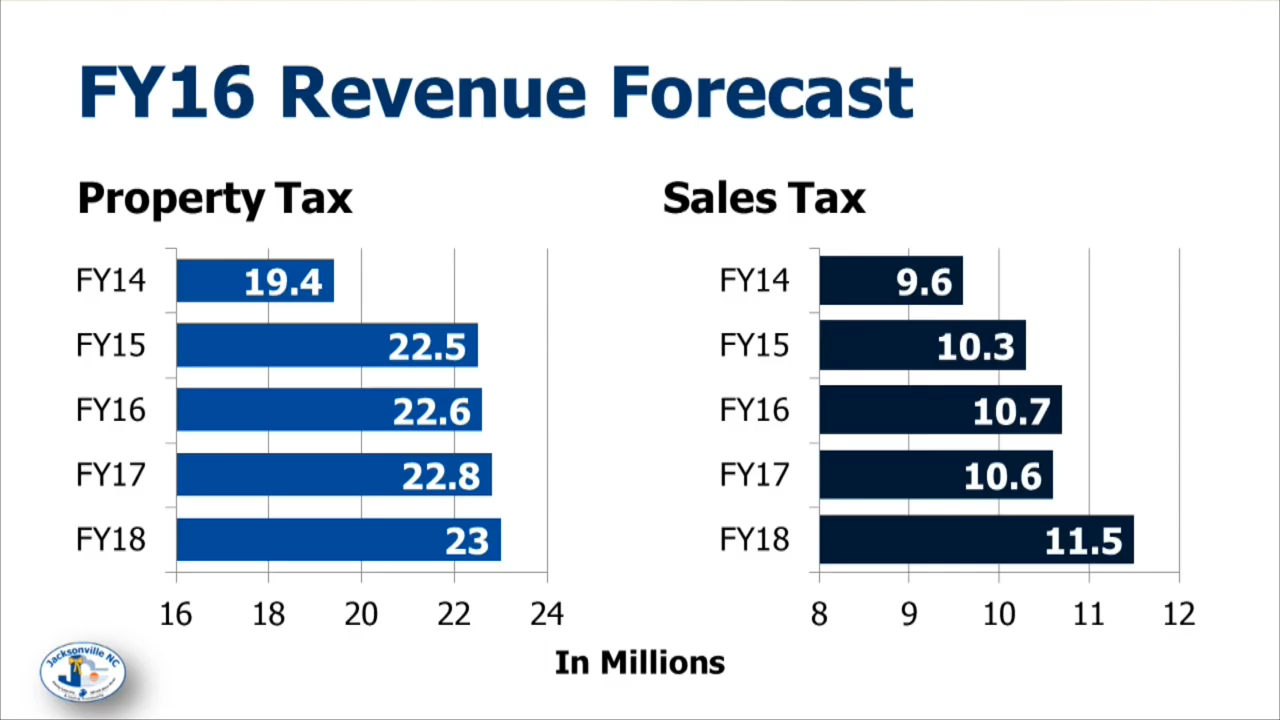 FY16 Revenue Forecast
Property Tax
FY14 19.4
FY15 22.5
FY16 22.6
FY17 22.8
FY18 23
16 18 20 22 24
Sales Tax
FY14 9.6
FY15 10.3
FY16 10.7
FY17 10.6
FY18 11.5
8 9 10 11 12
In Millions
Jacksonville NC